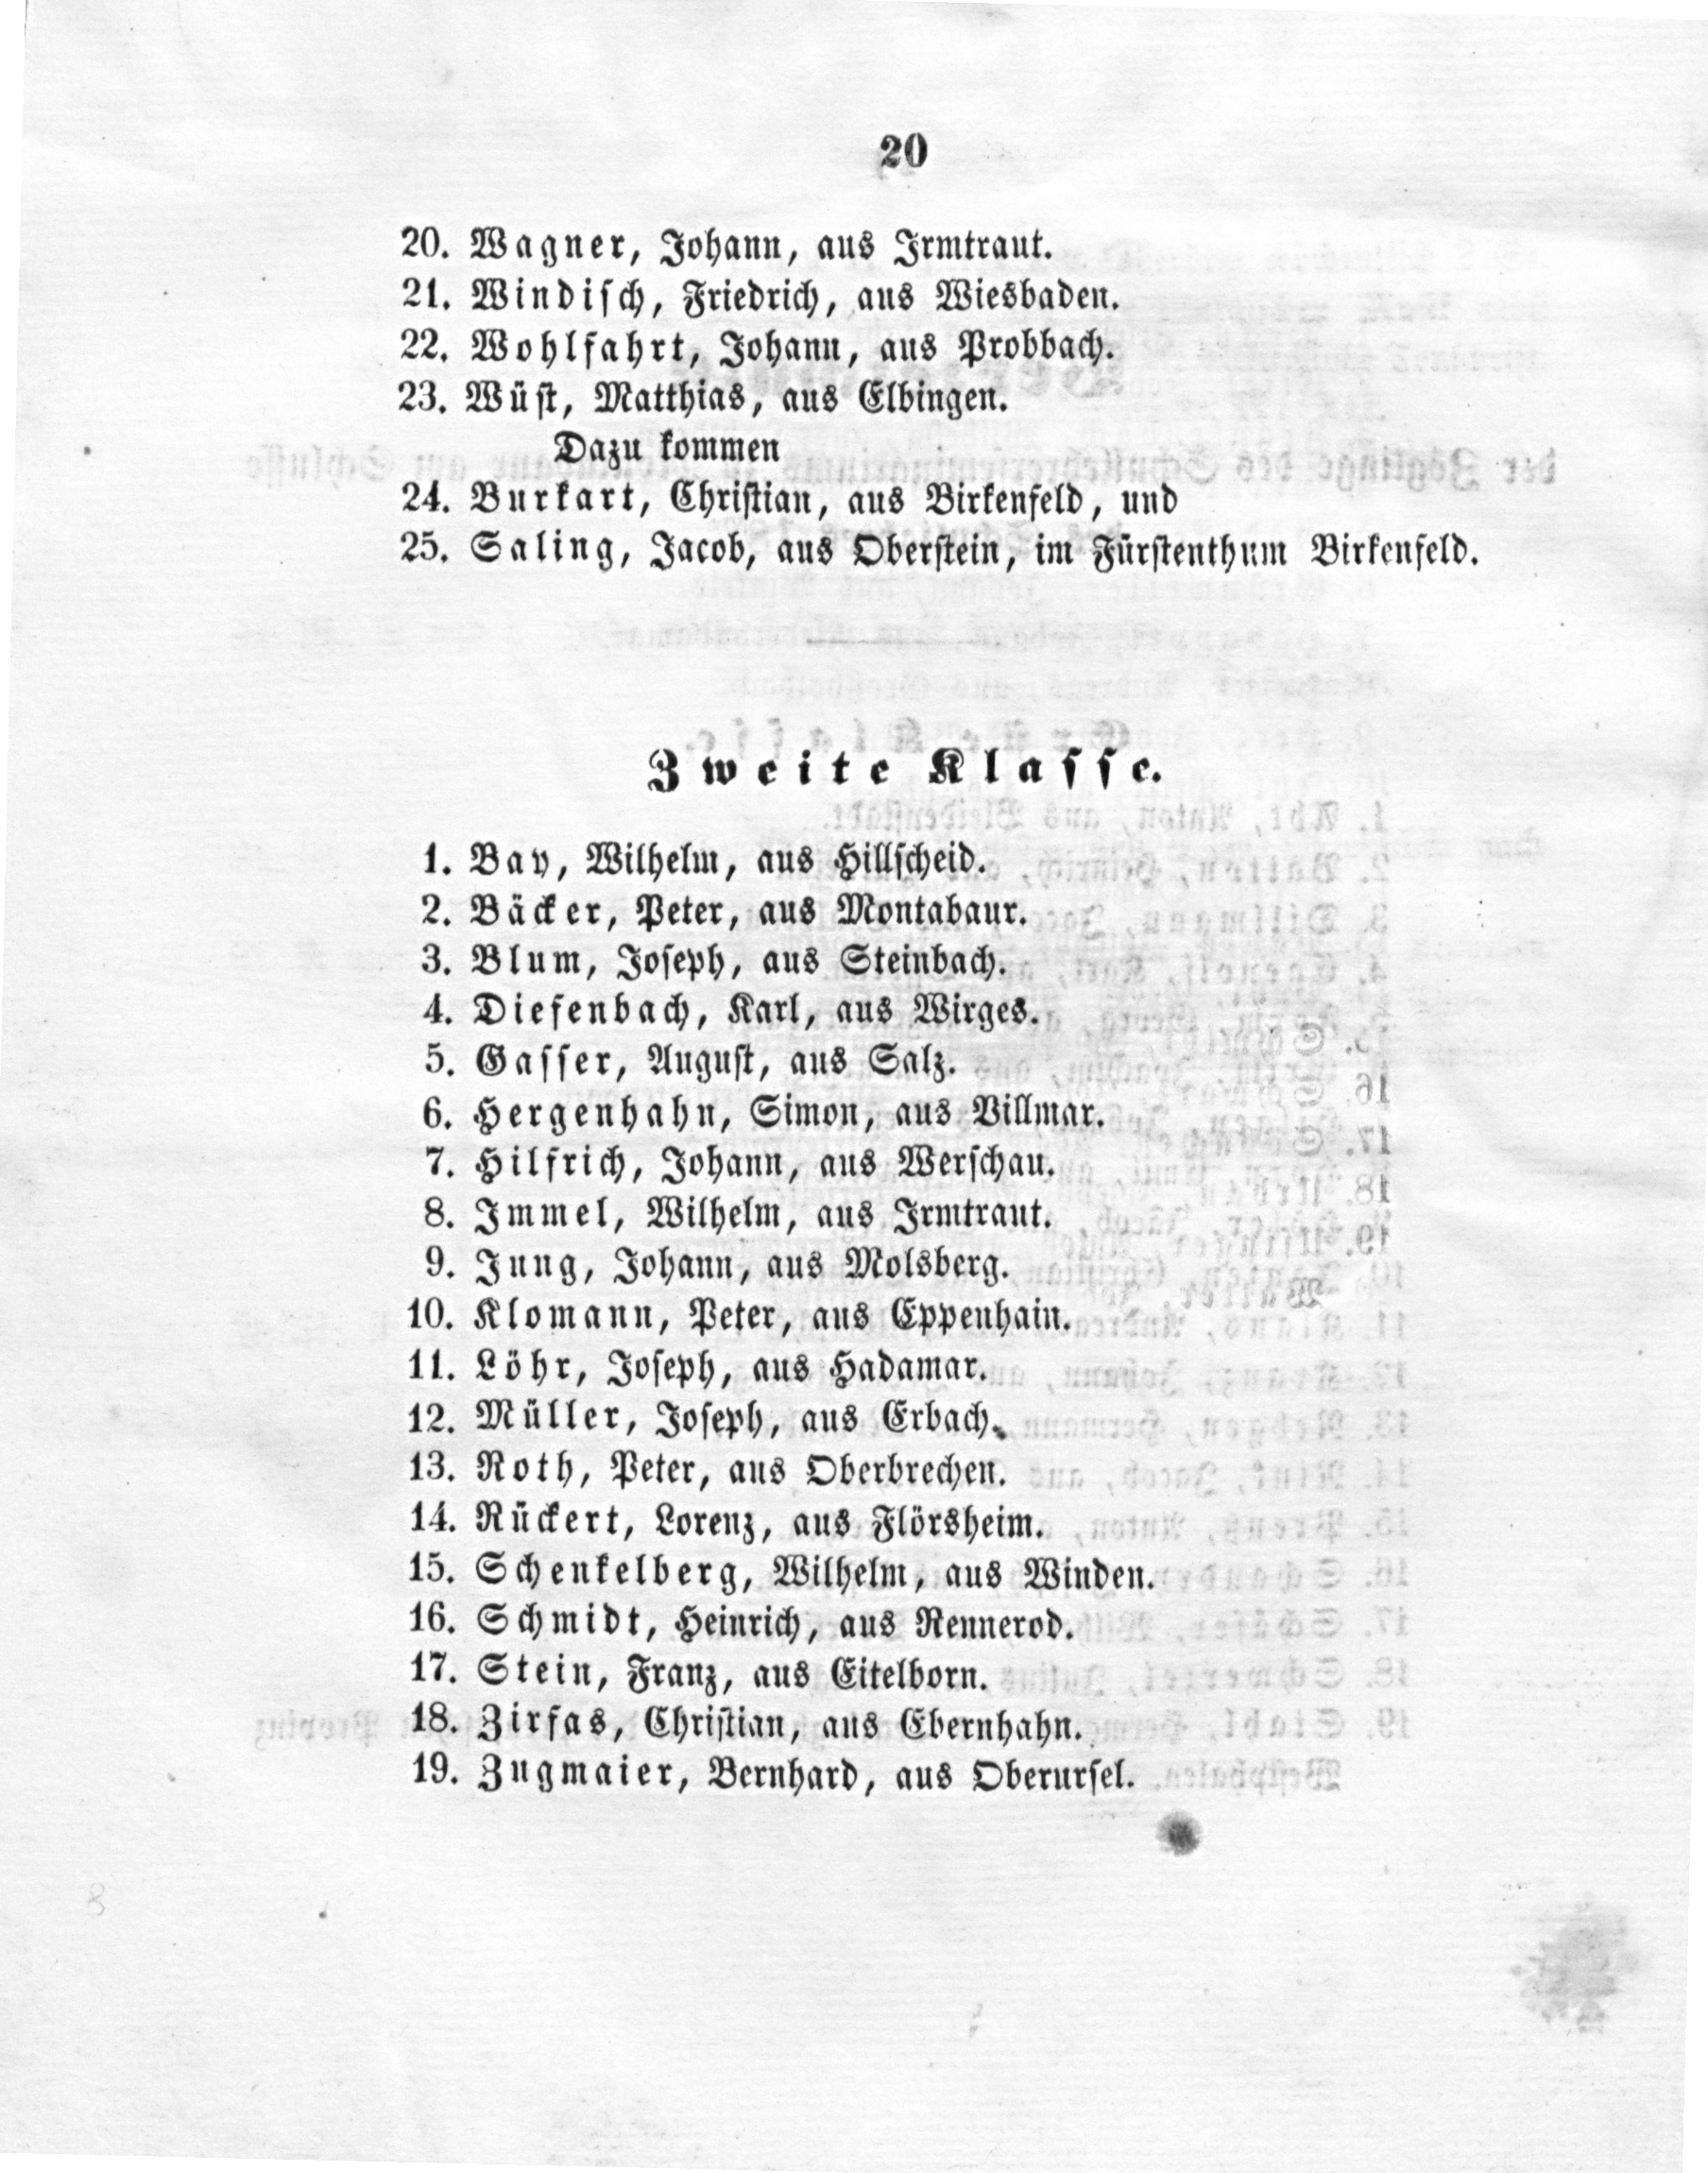 20
20. Wagner, Johann, aus Irmtraut.
21. Windisch, Friedrich, aus Wiesbaden.
22. Wohlfahrt, Johann, aus Probbach.
23. Wüst, Matthias, aus Elbingen.
Dazu kommen
24. Burkart, Christian, aus Birkenfeld, und
25. Saling, Jacob, aus Oberstein, im Fürstenthum Birkenfeld.
Zweite Klasse.
1. Bay, Wilhelm, aus Hillscheid.
2. Bäcker, Peter, aus Montabaur.
3. Blum, Joseph, aus Steinbach.
4. Diefenbach, Karl, aus Wirges.
5. Gasser, August, aus Salz.
6. Hergenhahn, Simon, aus Villmar.
7. Hilfrich, Johann, aus Werschau.
8. Immel, Wilhelm, aus Irmtraut.
9. Jung, Johann, aus Molsberg.
10. Klomann, Peter, aus Eppenhain.
11. Löhr, Joseph, aus Hadamar.
12. Müller, Joseph, aus Erbach.
13. Roth, Peter, aus Oberbrechen.
14. Rückert, Lorenz, aus Flörsheim.
15. Schenkelberg, Wilhelm, aus Winden.
16. Schmidt, Heinrich, aus Rennerod.
17. Stein, Franz, aus Eitelborn.
18. Zirfas, Christian, aus Ebernhahn.
19. Zugmaier, Bernhard, aus Oberursel.